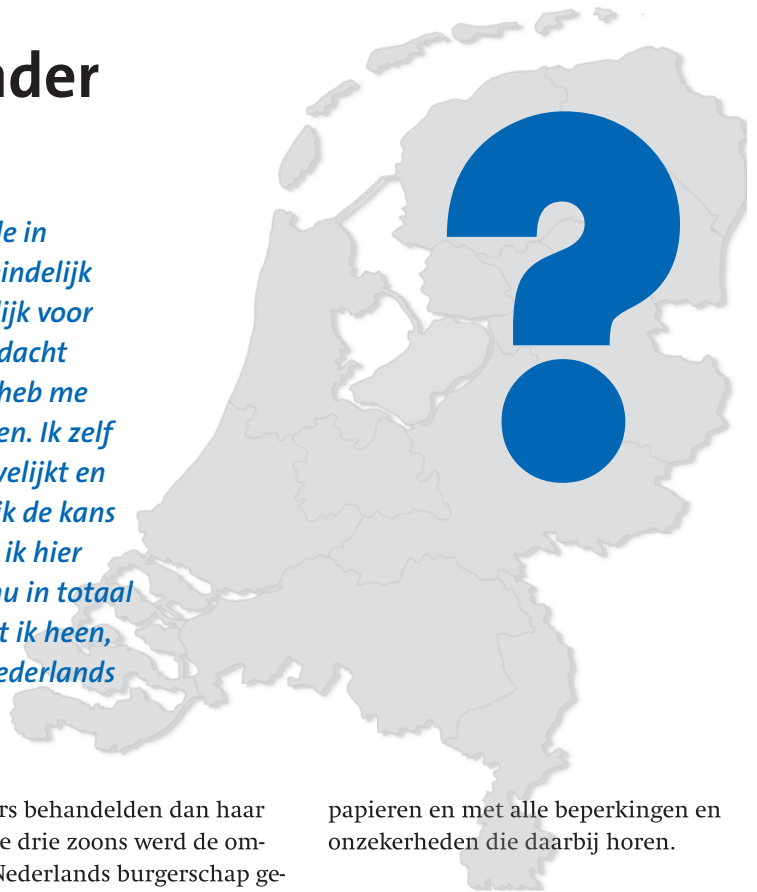 nder
le in
indelijk
ijk voor
dacht
heb me
en. Ik zelf
velijkt en
ik de kans
ik hier
nu in totaal
t ik heen,
ederlands
?
rs behandelden dan haar
e drie zoons werd de om-
Nederlands burgerschap ge-
papieren en met alle beperkingen en
onzekerheden die daarbij horen.